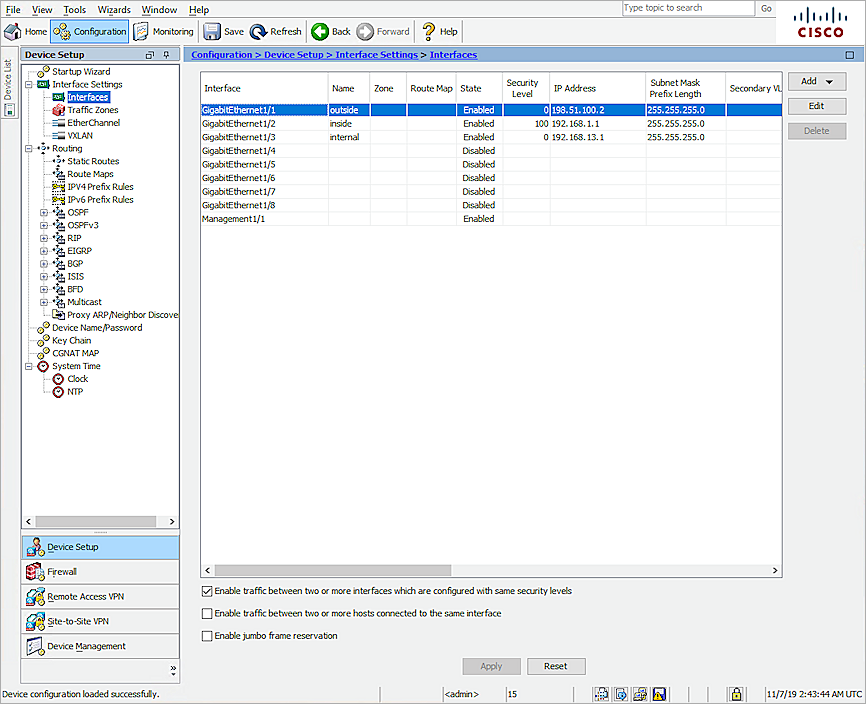 File View Tools Wizards Window Help
Type topic to search Go
Home Configuration Monitoring Save Refresh Back Forward Help
CISCO
Device List
Device Setup
Startup Wizard
Interface Settings
Interfaces
Traffic Zones
EtherChannel
VXLAN
Routing
Static Routes
Route Maps
IPV4 Prefix Rules
IPv6 Prefix Rules
OSPF
OSPFv3
RIP
EIGRP
BGP
ISIS
BFD
Multicast
Proxy ARP/Neighbor Discover
Device Name/Password
Key Chain
CGNAT MAP
System Time
Clock
NTP
Device Setup
Firewall
Remote Access VPN
Site-to-Site VPN
Device Management
Configuration > Device Setup > Interface Settings > Interfaces
Interface Name Zone Route Map State Security Level IP Address Subnet Mask Prefix Length Secondary VL
GigabitEthernet1/1 outside Enabled 0 198.51.100.2 255.255.255.0
GigabitEthernet1/2 inside Enabled 100 192.168.1.1 255.255.255.0
GigabitEthernet1/3 internal Enabled 0 192.168.13.1 255.255.255.0
GigabitEthernet1/4 Disabled
GigabitEthernet1/5 Disabled
GigabitEthernet1/6 Disabled
GigabitEthernet1/7 Disabled
GigabitEthernet1/8 Disabled
Management1/1 Enabled
Add
Edit
Delete
Enable traffic between two or more interfaces which are configured with same security levels
Enable traffic between two or more hosts connected to the same interface
Enable jumbo frame reservation
Apply Reset
Device configuration loaded successfully. <admin> 15 11/7/19 2:43:44 AM UTC